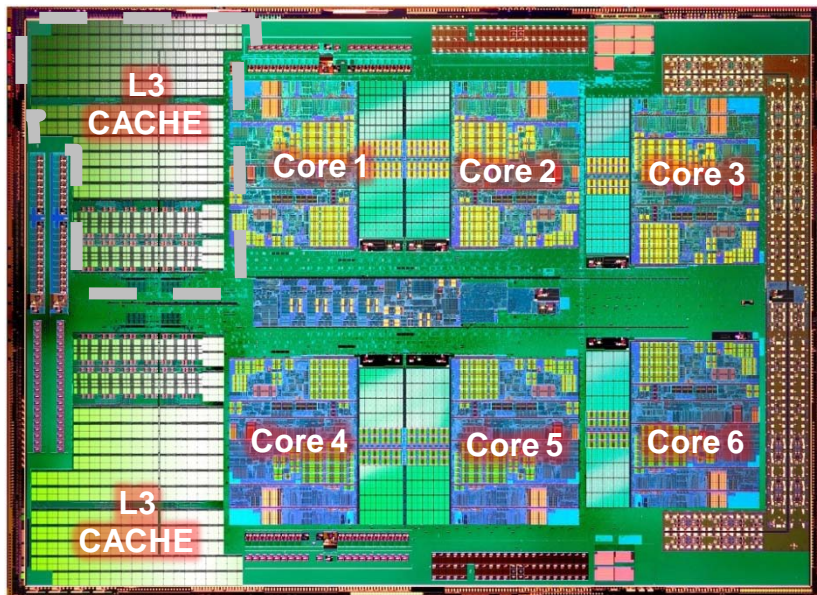 L3
CACHE
Core 1
Core 2
Core 3
Core 4
Core 5
Core 6
L3
CACHE